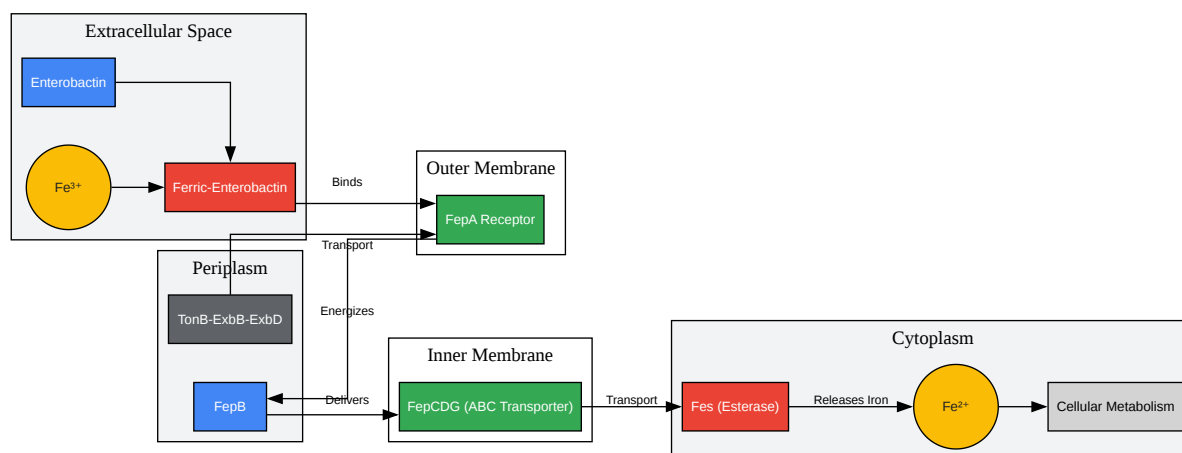 Extracellular Space
Enterobactin
Fe³⁺
Ferric-Enterobactin
Binds
Outer Membrane
FepA Receptor
Transport
Periplasm
TonB-ExbB-ExbD
Energizes
FepB
Delivers
Inner Membrane
FepCDG (ABC Transporter)
Transport
Cytoplasm
Fes (Esterase)
Releases Iron
Fe²⁺
Cellular Metabolism